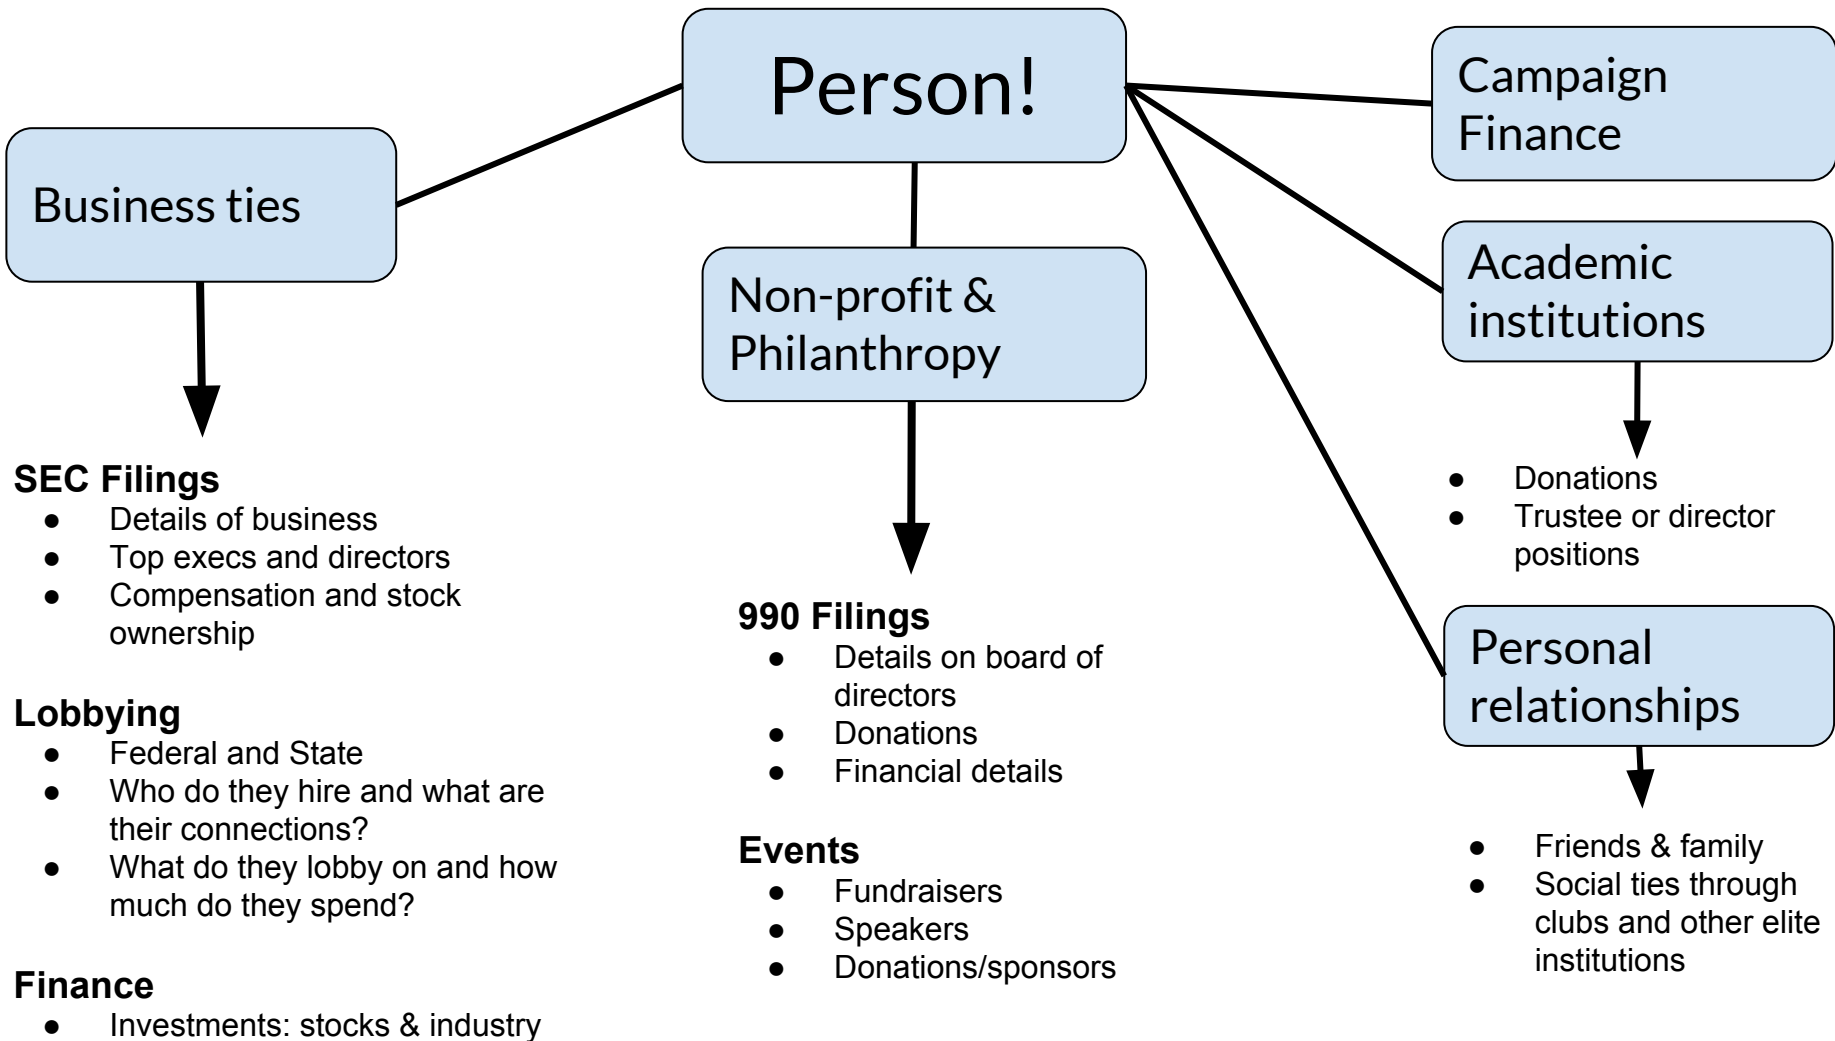 Person!
Business ties
SEC Filings
● Details of business
● Top execs and directors
● Compensation and stock
ownership
Lobbying
● Federal and State
● Who do they hire and what are
their connections?
● What do they lobby on and how
much do they spend?
Finance
● Investments: stocks & industry
Non-profit &
Philanthropy
990 Filings
● Details on board of
directors
● Donations
● Financial details
Events
● Fundraisers
● Speakers
● Donations/sponsors
Campaign
Finance
Academic
institutions
● Donations
● Trustee or director
positions
Personal
relationships
● Friends & family
● Social ties through
clubs and other elite
institutions